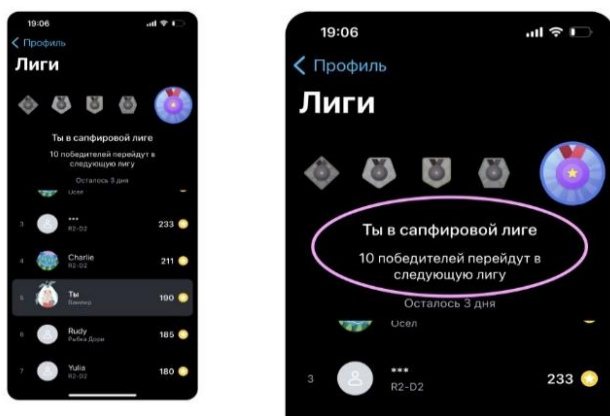 19:06
Профиль
Лиги
Ты в сапфировой лиге
10 победителей перейдут в
следующую лигу
Осталось 3 дня
Осел
3 *** 233
R2-D2
4 Charlie 211
R2-D2
5 Ты 190
6 Rudy 185
Рыбка Дори
7 Yulia 180
R2-D2
19:06
Профиль
Лиги
Ты в сапфировой лиге
10 победителей перейдут в
следующую лигу
Осталось 3 дня
Осел
3 *** 233
R2-D2